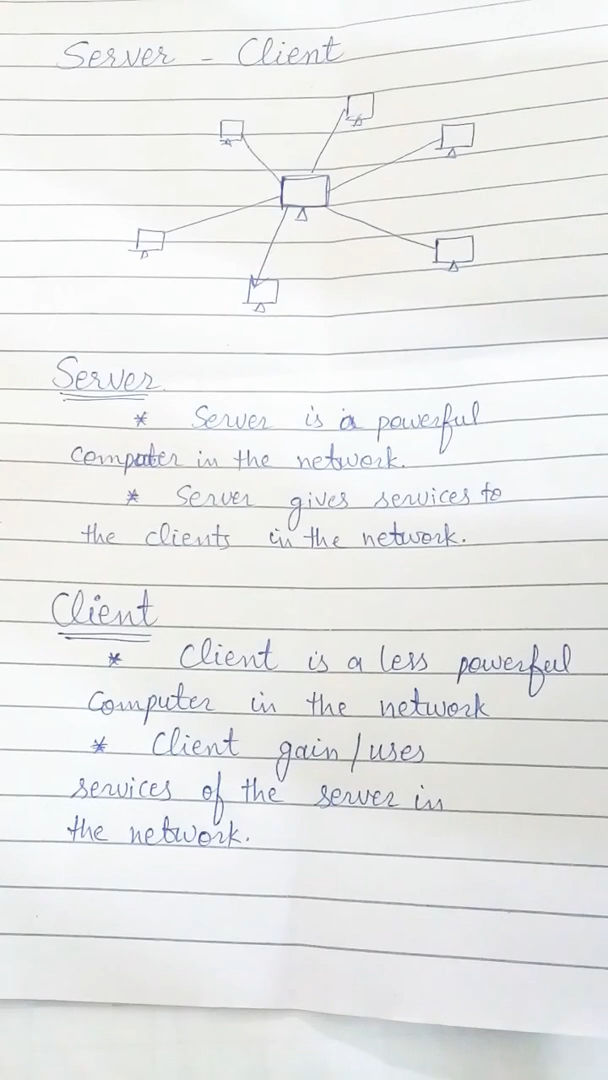 Server - Client
Server
* Server is a powerful
computer in the network.
* Server gives services to
the clients in the network.
Client
* Client is a less powerful
Computer in the network
* Client gain/uses
services of the server in
the network.